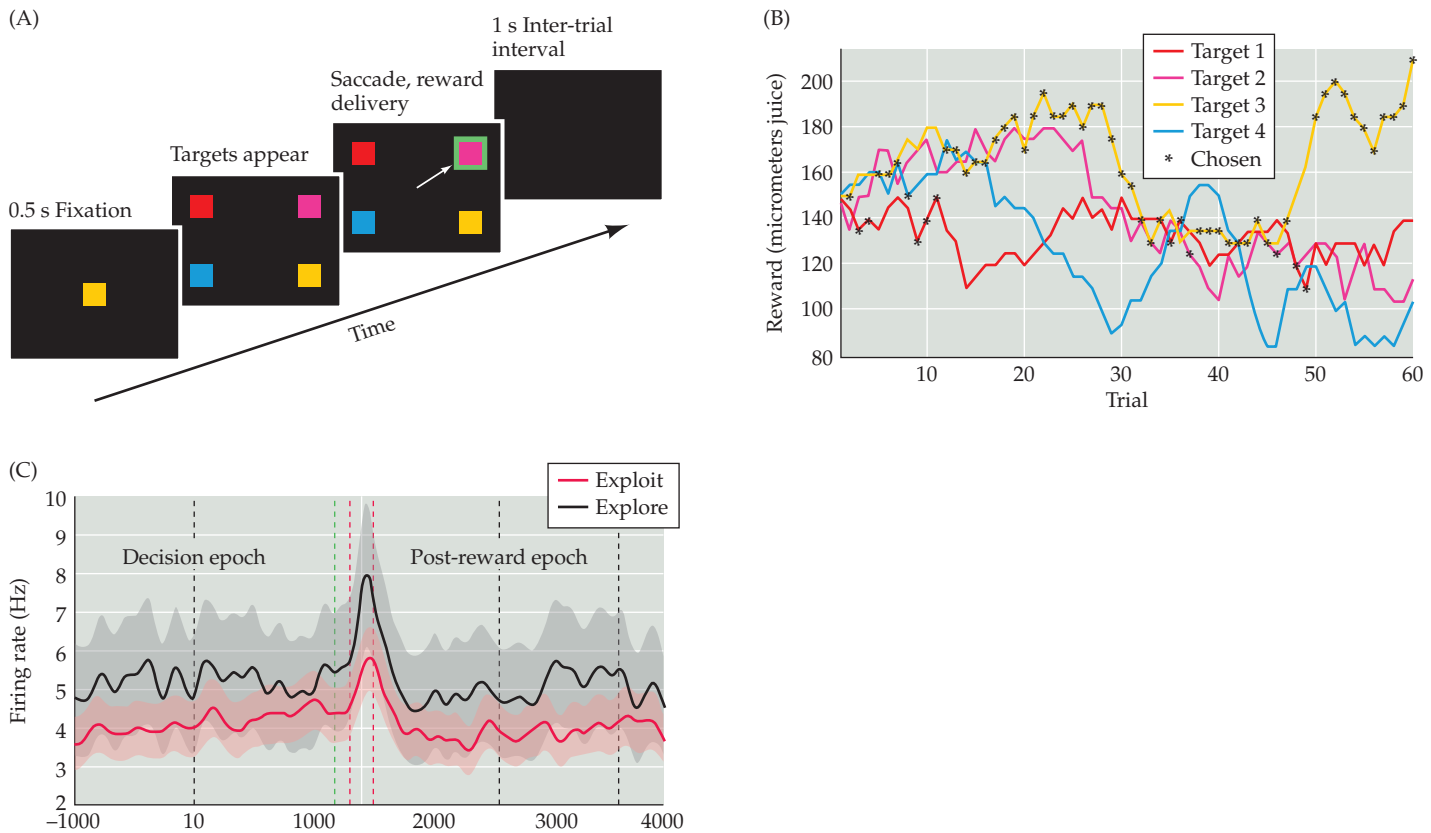 (A)
0.5 s Fixation
Targets appear
Saccade, reward
delivery
1 s Inter-trial
interval
Time
(B)
Reward (micrometers juice)
200
180
160
140
120
100
80
10
20
30
40
50
60
Trial
Target 1
Target 2
Target 3
Target 4
* Chosen
(C)
Firing rate (Hz)
10
9
8
7
6
5
4
3
2
Exploit
Explore
Decision epoch
Post-reward epoch
–1000
10
1000
2000
3000
4000